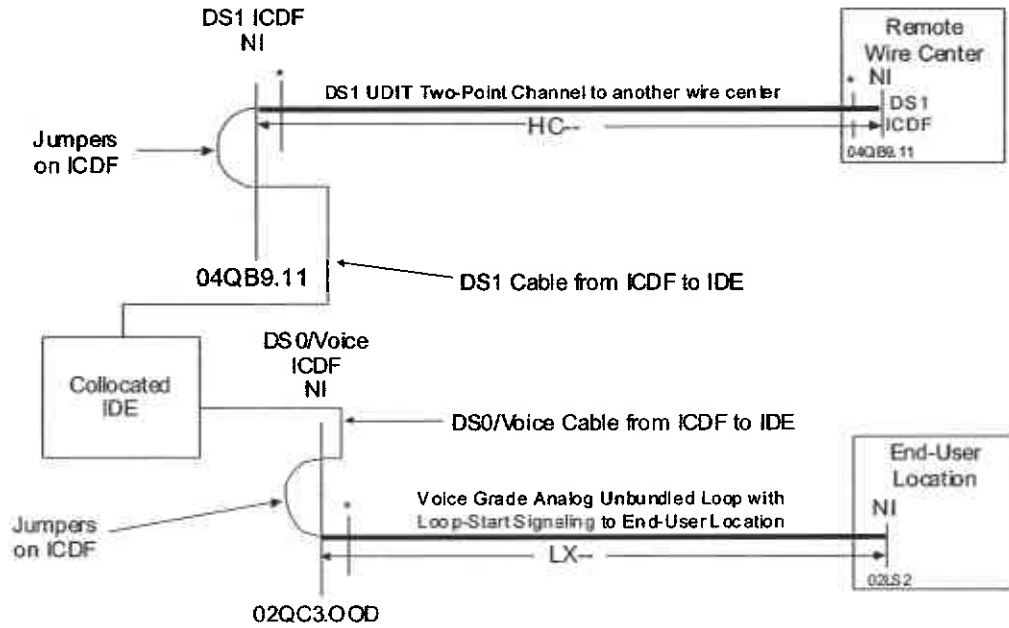 DS1 ICDF
NI
*
DS1 UDIT Two-Point Channel to another wire center
HC--
Remote
Wire Center
* NI
DS1
ICDF
04QB9.11
Jumpers
on ICDF
04QB9.11
DS1 Cable from ICDF to IDE
Collocated
IDE
DS0/Voice
ICDF
NI
DS0/Voice Cable from ICDF to IDE
End-User
Location
NI
02LS2
Jumpers
on ICDF
*
Voice Grade Analog Unbundled Loop with
Loop-Start Signaling to End-User Location
LX--
02QC3.OOD